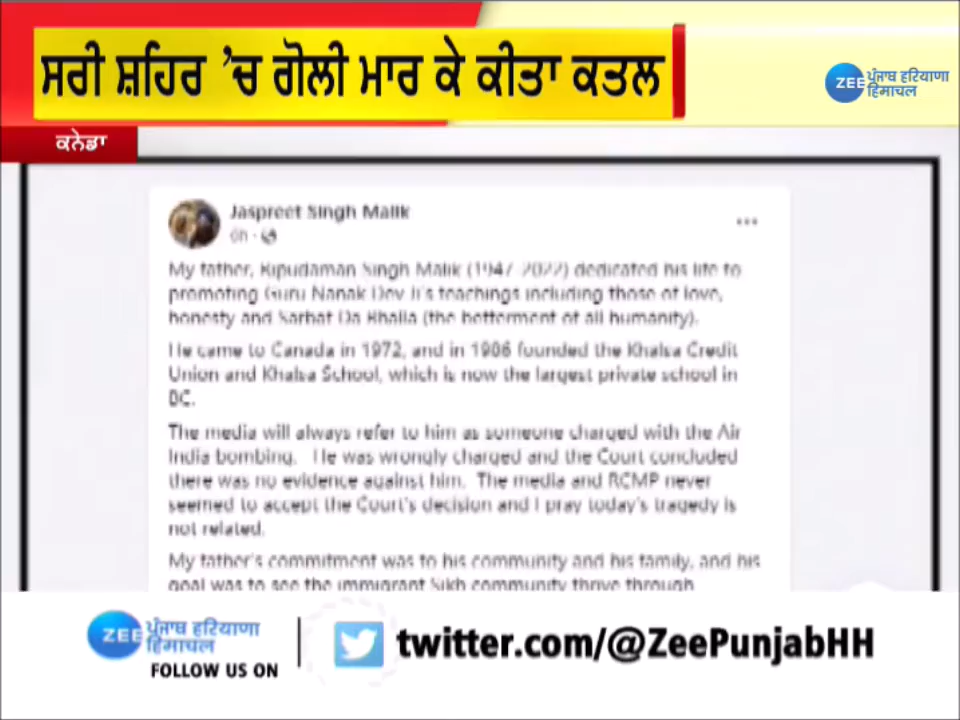 ਸਰੀ ਸ਼ਹਿਰ 'ਚ ਗੋਲੀ ਮਾਰ ਕੇ ਕੀਤਾ ਕਤਲ
ZEE ਪੰਜਾਬ ਹਰਿਆਣਾ
ਹਿਮਾਚਲ
ਕਨੇਡਾ
Jaspreet Singh Malik
6h
My father, Ripudaman Singh Malik (1947-2022) dedicated his life to
promoting Guru Nanak Dev Ji's teachings including those of love,
honesty and Sarbat Da Bhalla (the betterment of all humanity).
He came to Canada in 1972, and in 1986 founded the Khalsa Credit
Union and Khalsa School, which is now the largest private school in
BC.
The media will always refer to him as someone charged with the Air
India bombing. He was wrongly charged and the Court concluded
there was no evidence against him. The media and RCMP never
seemed to accept the Court's decision and I pray today's tragedy is
not related.
My father's commitment was to his community and his family, and his
goal was to see the immigrant Sikh community thrive through
ZEE ਪੰਜਾਬ ਹਰਿਆਣਾ
ਹਿਮਾਚਲ
FOLLOW US ON
twitter.com/@ZeePunjabHH